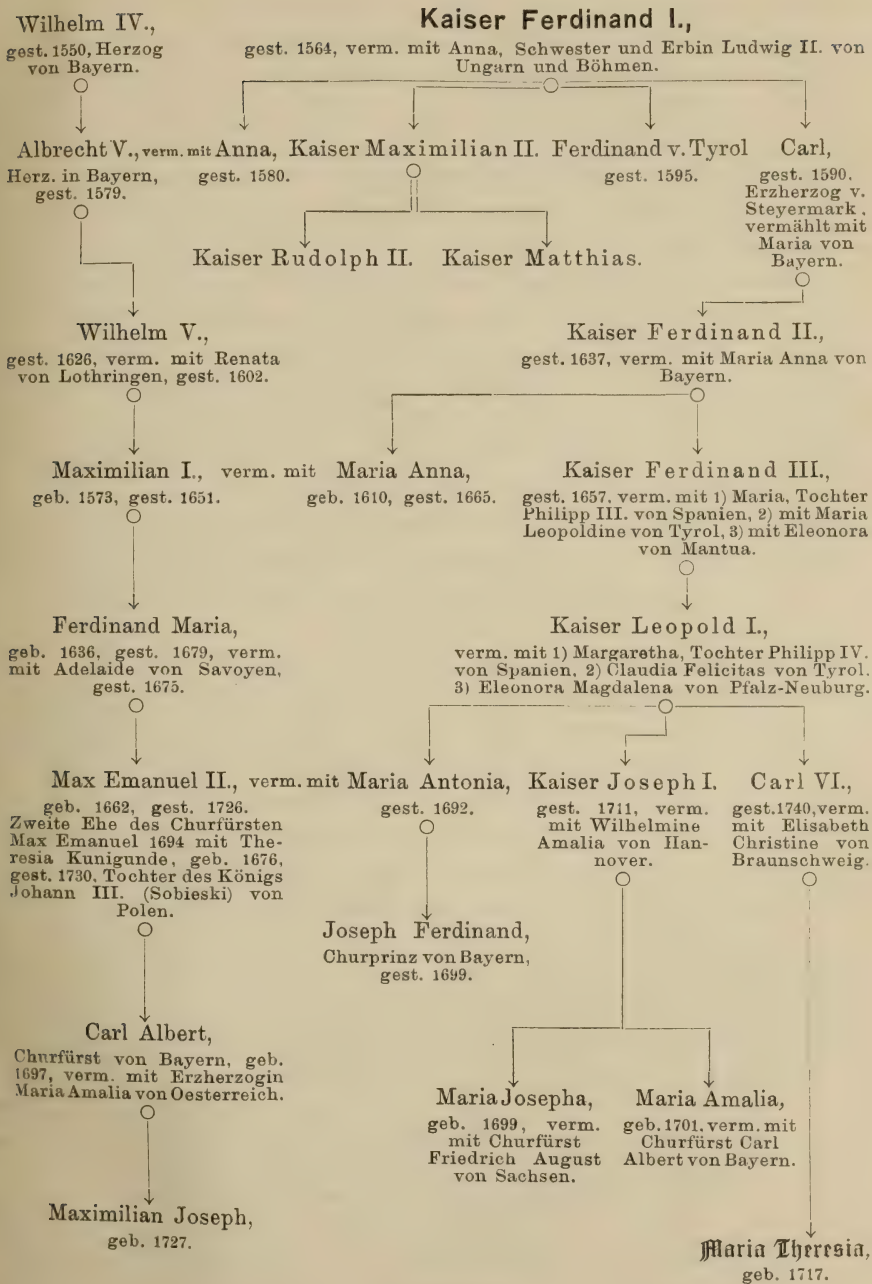 Wilhelm IV.,
gest. 1550, Herzog
von Bayern.
Kaiser Ferdinand I.,
gest. 1564, verm. mit Anna, Schwester und Erbin Ludwig II. von
Ungarn und Böhmen.
Albrecht V., verm. mit Anna, Kaiser Maximilian II. Ferdinand v. Tyrol Carl,
Herz. in Bayern,
gest. 1579.
gest. 1580.
gest. 1595.
gest. 1590.
Erzherzog v.
Steyermark,
vermählt mit
Maria von
Bayern.
Kaiser Rudolph II. Kaiser Matthias.
Wilhelm V.,
gest. 1626, verm. mit Renata
von Lothringen, gest. 1602.
Kaiser Ferdinand II.,
gest. 1637, verm. mit Maria Anna von
Bayern.
Maximilian I., verm. mit Maria Anna,
geb. 1573, gest. 1651.
geb. 1610, gest. 1665.
Kaiser Ferdinand III.,
gest. 1657. verm. mit 1) Maria, Tochter
Philipp III. von Spanien, 2) mit Maria
Leopoldine von Tyrol, 3) mit Eleonora
von Mantua.
Ferdinand Maria,
geb. 1636, gest. 1679, verm.
mit Adelaide von Savoyen,
gest. 1675.
Kaiser Leopold I.,
verm. mit 1) Margaretha, Tochter Philipp IV.
von Spanien, 2) Claudia Felicitas von Tyrol.
3) Eleonora Magdalena von Pfalz-Neuburg.
Max Emanuel II., verm. mit Maria Antonia, Kaiser Joseph I. Carl VI.,
geb. 1662, gest. 1726.
Zweite Ehe des Churfürsten
Max Emanuel 1694 mit The-
resia Kunigunde, geb. 1676,
gest. 1730, Tochter des Königs
Johann III. (Sobieski) von
Polen.
gest. 1692.
gest. 1711, verm.
mit Wilhelmine
Amalia von Han-
nover.
gest. 1740, verm.
mit Elisabeth
Christine von
Braunschweig.
Joseph Ferdinand,
Churprinz von Bayern,
gest. 1699.
Carl Albert,
Churfürst von Bayern, geb.
1697, verm. mit Erzherzogin
Maria Amalia von Oesterreich.
Maria Josepha,
geb. 1699, verm.
mit Churfürst
Friedrich August
von Sachsen.
Maria Amalia,
geb. 1701. verm. mit
Churfürst Carl
Albert von Bayern.
Maximilian Joseph,
geb. 1727.
Maria Theresia,
geb. 1717.